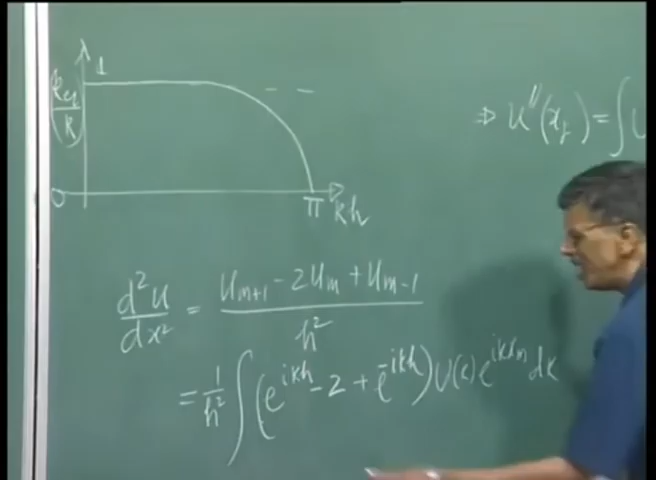 1
k_eq/k
⇒ u''(x_j) = ∫ U
0
π kh
d²u/dx² = (u_{m+1} - 2u_m + u_{m-1})/h²
= 1/h² ∫ (e^{ikh} - 2 + e^{-ikh}) U(k) e^{ikx_m} dk